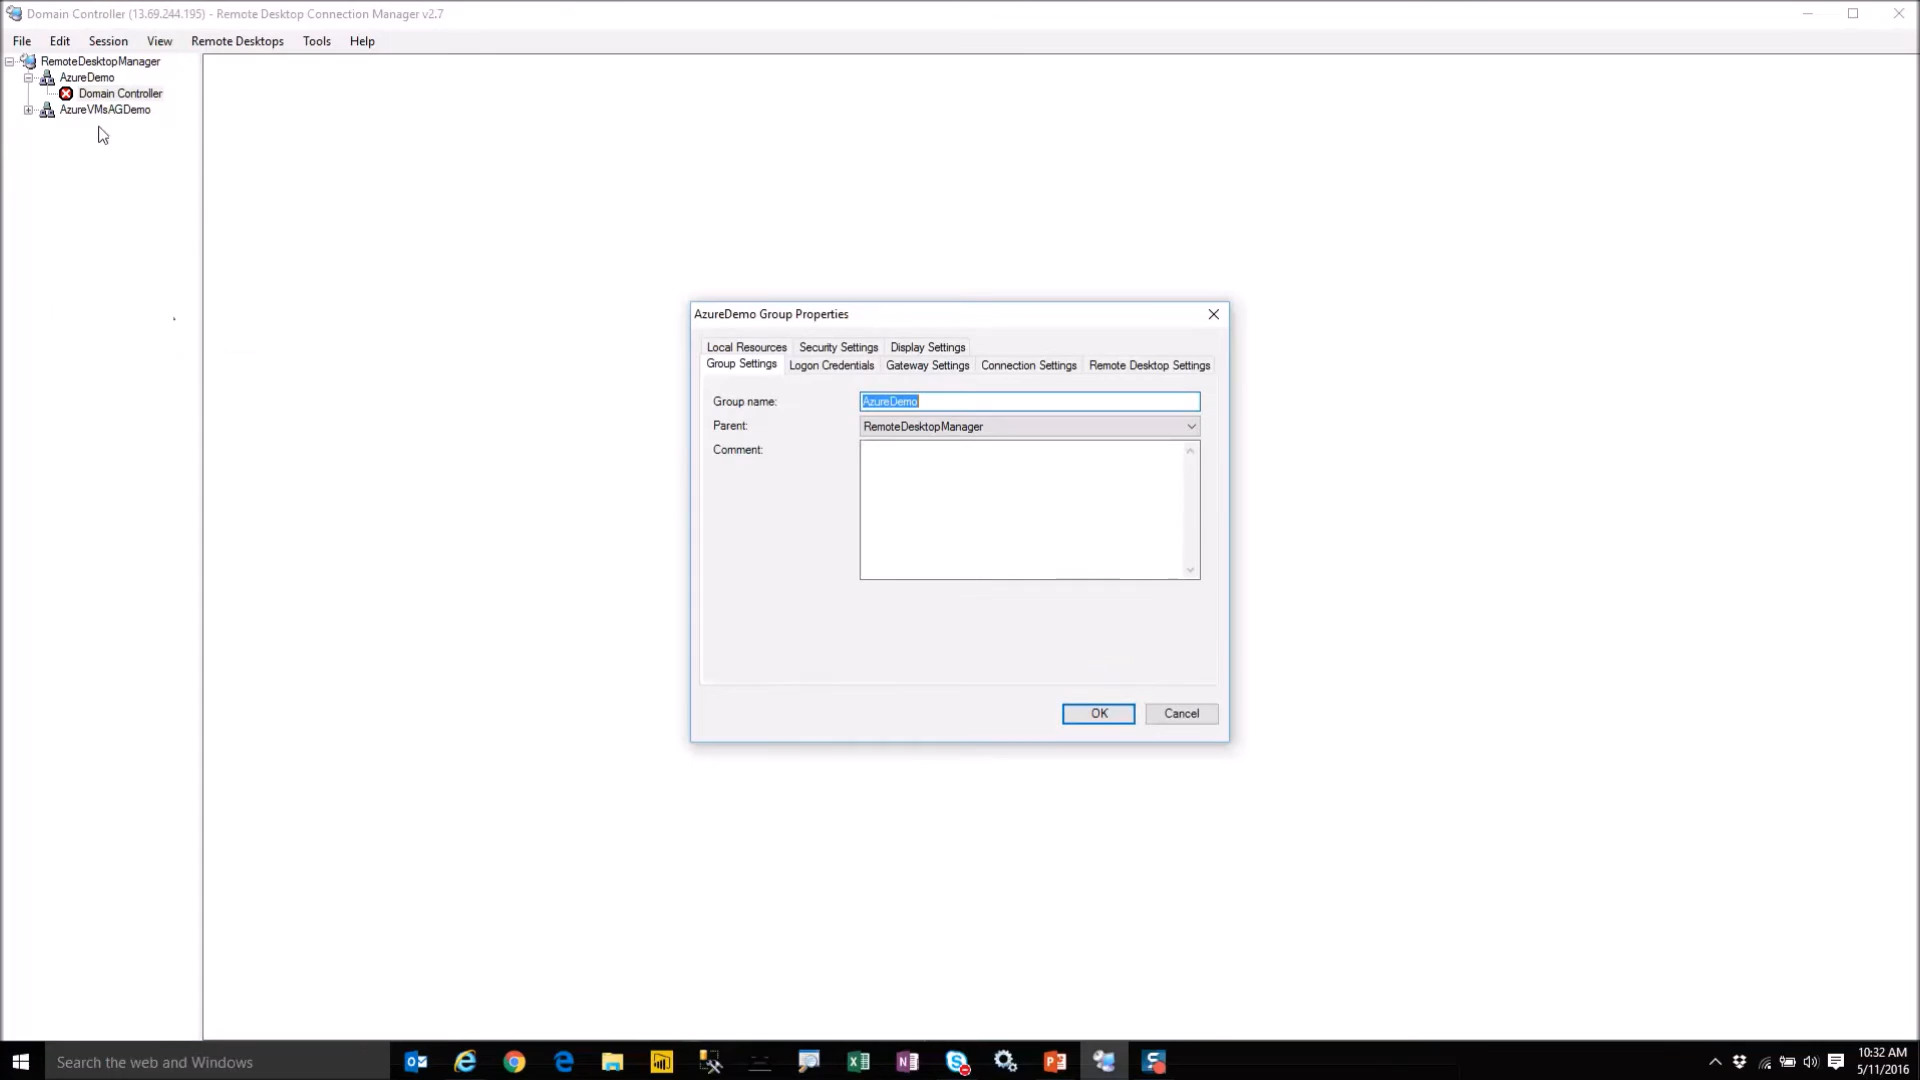 Domain Controller (13.69.244.195) - Remote Desktop Connection Manager v2.7
File Edit Session View Remote Desktops Tools Help
RemoteDesktopManager
AzureDemo
Domain Controller
AzureVMsAGDemo
AzureDemo Group Properties
Local Resources Security Settings Display Settings
Group Settings Logon Credentials Gateway Settings Connection Settings Remote Desktop Settings
Group name: AzureDemo
Parent: RemoteDesktopManager
Comment:
OK Cancel
Search the web and Windows
10:32 AM
5/11/2016